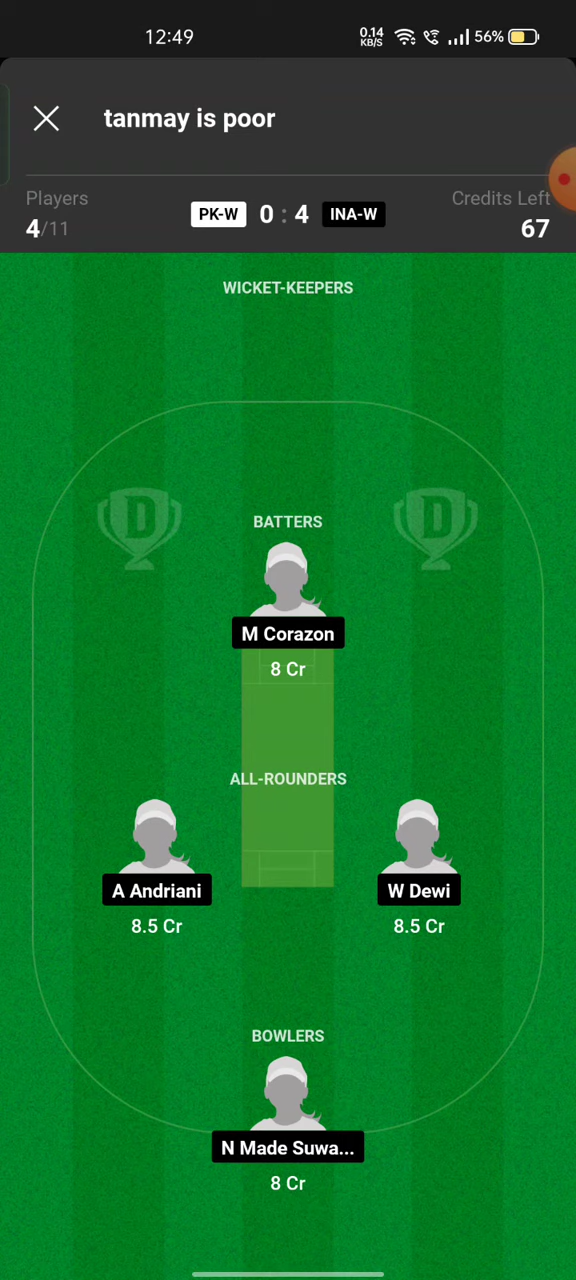 12:49
0.14 KB/S
56%
tanmay is poor
Players
Credits Left
4/11
PK-W 0 : 4 INA-W
67
WICKET-KEEPERS
D D
BATTERS
M Corazon
8 Cr
ALL-ROUNDERS
A Andriani
W Dewi
8.5 Cr
8.5 Cr
BOWLERS
N Made Suwa...
8 Cr